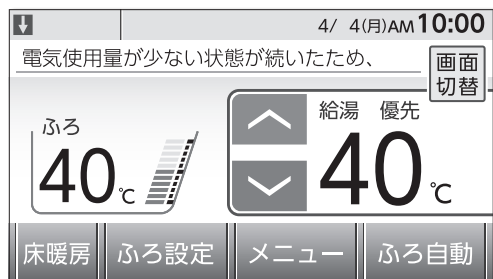 4/ 4(月)AM10:00
電気使用量が少ない状態が続いたため、
画面
切替
ふろ
40℃
給湯 優先
40℃
床暖房 ふろ設定 メニュー ふろ自動